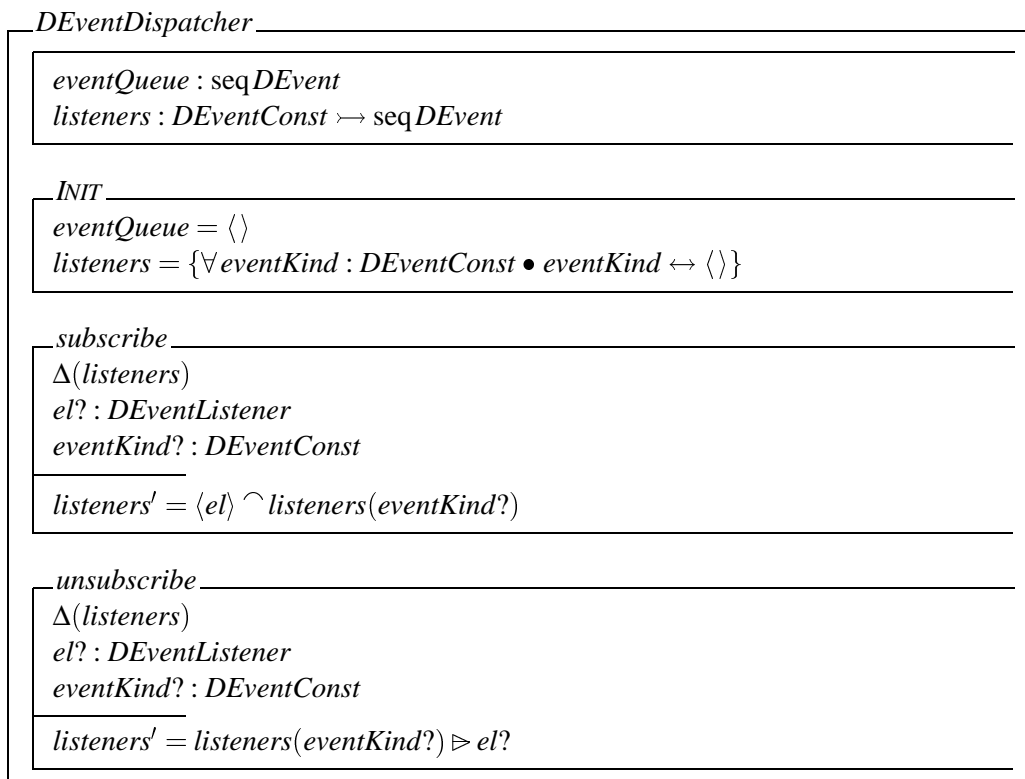 DEventDispatcher
eventQueue : seq DEvent
listeners : DEventConst ↣ seq DEvent
INIT
eventQueue = ⟨⟩
listeners = {∀ eventKind : DEventConst • eventKind ↔ ⟨⟩}
subscribe
Δ(listeners)
el? : DEventListener
eventKind? : DEventConst
listeners′ = ⟨el⟩ ⌢ listeners(eventKind?)
unsubscribe
Δ(listeners)
el? : DEventListener
eventKind? : DEventConst
listeners′ = listeners(eventKind?) ⩥ el?